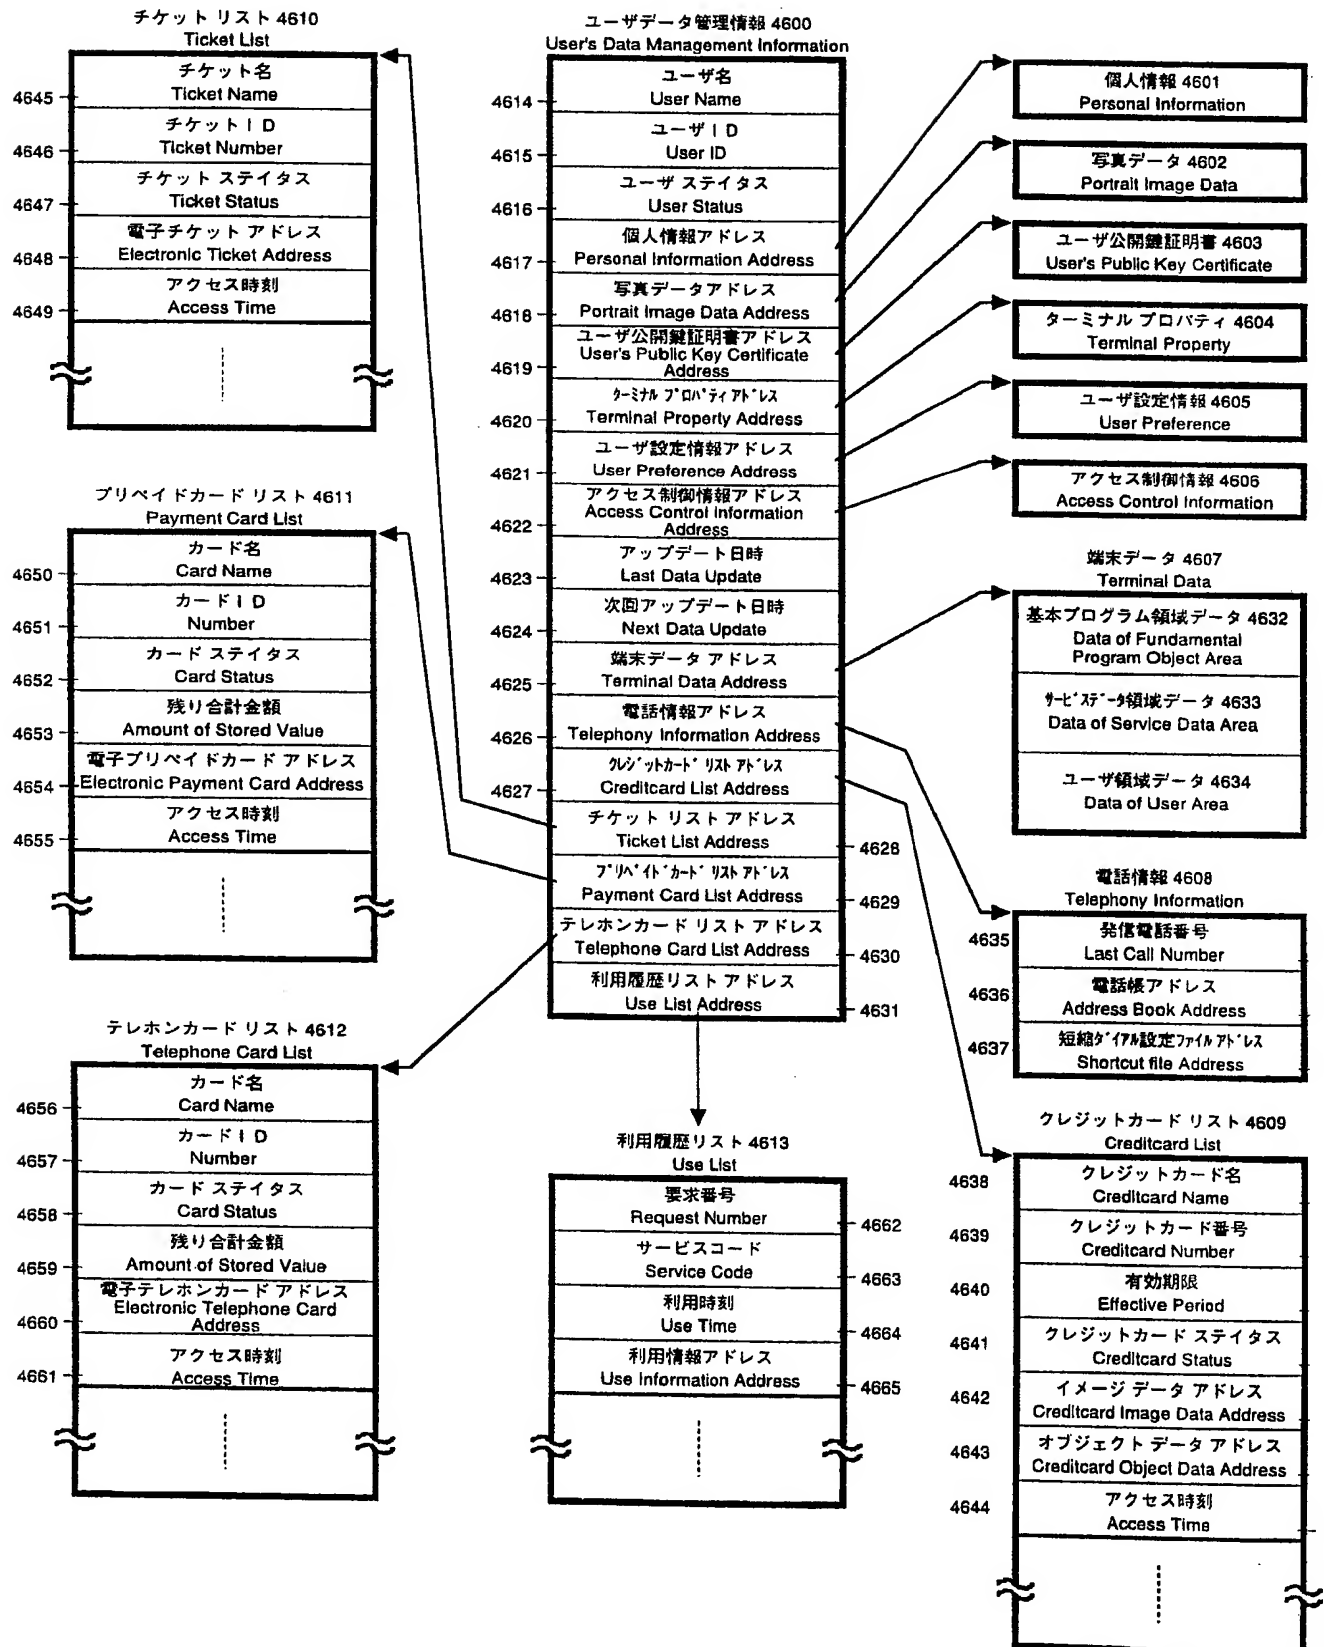 チケット リスト 4610
Ticket List
チケット名
Ticket Name
4645
チケットＩＤ
Ticket Number
4646
チケット ステイタス
Ticket Status
4647
電子チケット アドレス
Electronic Ticket Address
4648
アクセス時刻
Access Time
4649
プリペイドカード リスト 4611
Payment Card List
カード名
Card Name
4650
カードＩＤ
Number
4651
カード ステイタス
Card Status
4652
残り合計金額
Amount of Stored Value
4653
電子プリペイドカード アドレス
Electronic Payment Card Address
4654
アクセス時刻
Access Time
4655
テレホンカード リスト 4612
Telephone Card List
カード名
Card Name
4656
カードＩＤ
Number
4657
カード ステイタス
Card Status
4658
残り合計金額
Amount of Stored Value
4659
電子テレホンカード アドレス
Electronic Telephone Card
Address
4660
アクセス時刻
Access Time
4661
ユーザデータ管理情報 4600
User's Data Management Information
ユーザ名
User Name
4614
ユーザＩＤ
User ID
4615
ユーザ ステイタス
User Status
4616
個人情報アドレス
Personal Information Address
4617
写真データアドレス
Portrait Image Data Address
4618
ユーザ公開鍵証明書アドレス
User's Public Key Certificate
Address
4619
ターミナル プロパティアドレス
Terminal Property Address
4620
ユーザ設定情報アドレス
User Preference Address
4621
アクセス制御情報アドレス
Access Control Information
Address
4622
アップデート日時
Last Data Update
4623
次回アップデート日時
Next Data Update
4624
端末データ アドレス
Terminal Data Address
4625
電話情報アドレス
Telephony Information Address
4626
クレジットカード リスト アドレス
Creditcard List Address
4627
チケット リスト アドレス
Ticket List Address
4628
プリペイドカード リスト アドレス
Payment Card List Address
4629
テレホンカード リスト アドレス
Telephone Card List Address
4630
利用履歴リスト アドレス
Use List Address
4631
利用履歴リスト 4613
Use List
要求番号
Request Number
4662
サービスコード
Service Code
4663
利用時刻
Use Time
4664
利用情報アドレス
Use Information Address
4665
個人情報 4601
Personal Information
写真データ 4602
Portrait Image Data
ユーザ公開鍵証明書 4603
User's Public Key Certificate
ターミナル プロパティ 4604
Terminal Property
ユーザ設定情報 4605
User Preference
アクセス制御情報 4606
Access Control Information
端末データ 4607
Terminal Data
基本プログラム領域データ 4632
Data of Fundamental
Program Object Area
サービスデータ領域データ 4633
Data of Service Data Area
ユーザ領域データ 4634
Data of User Area
電話情報 4608
Telephony Information
4635
発信電話番号
Last Call Number
4636
電話帳アドレス
Address Book Address
4637
短縮ダイアル設定ファイルアドレス
Shortcut file Address
クレジットカード リスト 4609
Creditcard List
4638
クレジットカード名
Creditcard Name
4639
クレジットカード番号
Creditcard Number
4640
有効期限
Effective Period
4641
クレジットカード ステイタス
Creditcard Status
4642
イメージ データ アドレス
Creditcard Image Data Address
4643
オブジェクト データ アドレス
Creditcard Object Data Address
4644
アクセス時刻
Access Time